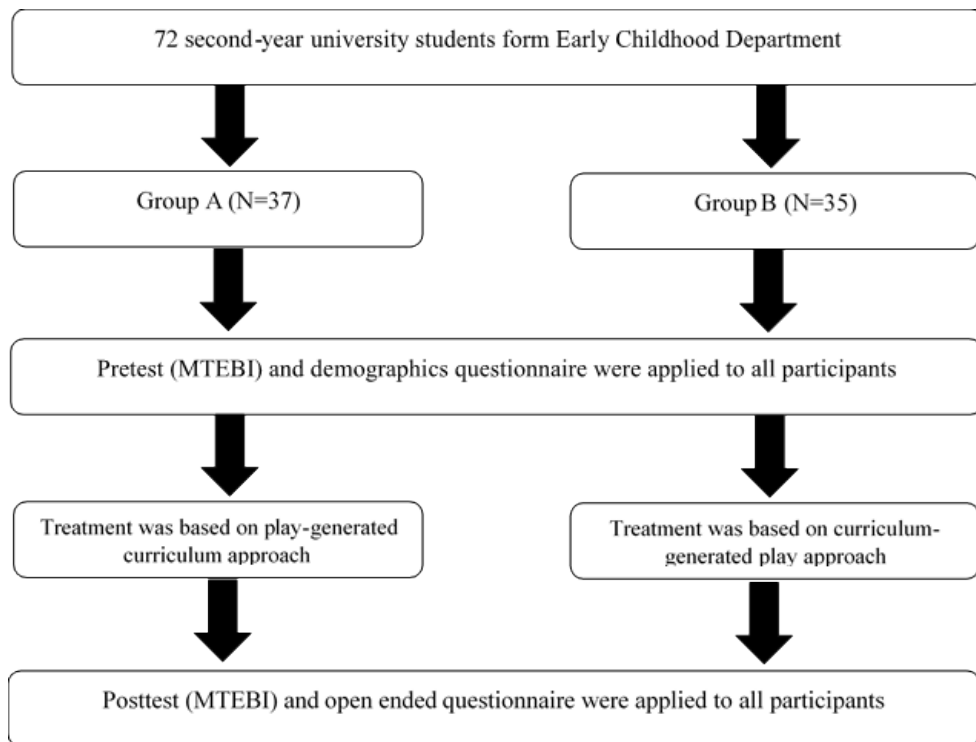 72 second-year university students form Early Childhood Department
Group A (N=37)
Group B (N=35)
Pretest (MTEBI) and demographics questionnaire were applied to all participants
Treatment was based on play-generated
curriculum approach
Treatment was based on curriculum-
generated play approach
Posttest (MTEBI) and open ended questionnaire were applied to all participants